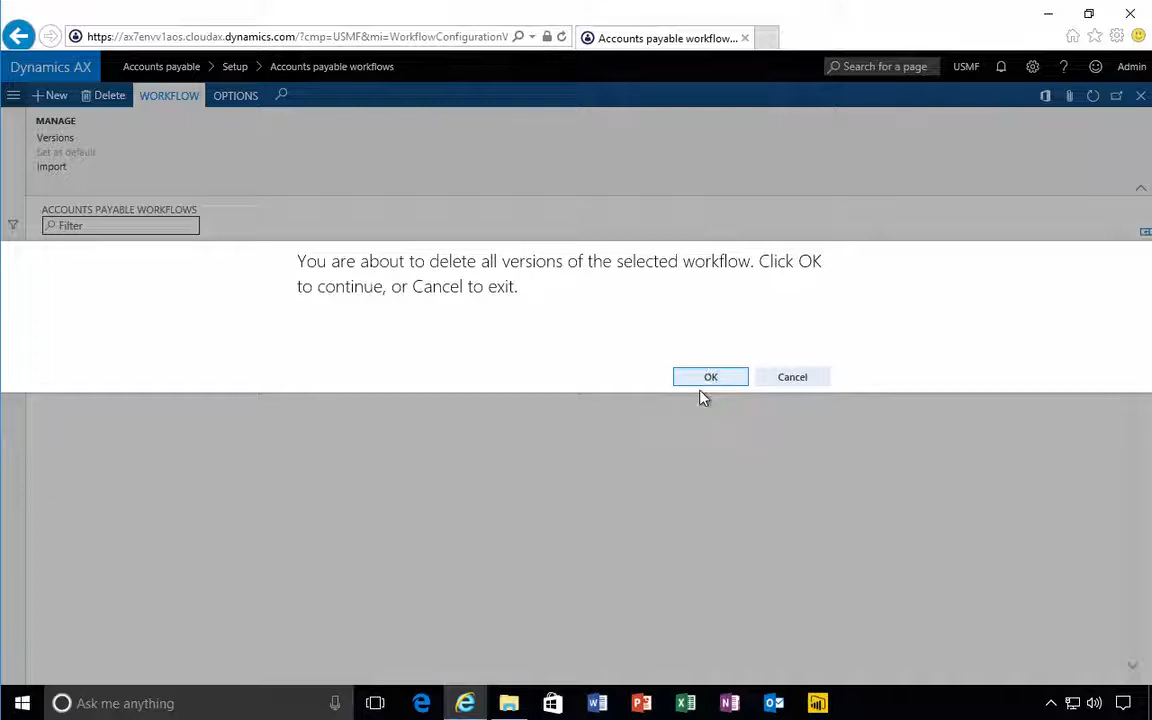 https://ax7envv1aos.cloudax.dynamics.com/?cmp=USMF&mi=WorkflowConfigurationV
Accounts payable workflow...
Dynamics AX
Accounts payable > Setup > Accounts payable workflows
Search for a page
USMF
? Admin
+ New
Delete
WORKFLOW
OPTIONS
MANAGE
Versions
Set as default
Import
ACCOUNTS PAYABLE WORKFLOWS
Filter
You are about to delete all versions of the selected workflow. Click OK
to continue, or Cancel to exit.
OK
Cancel
Ask me anything